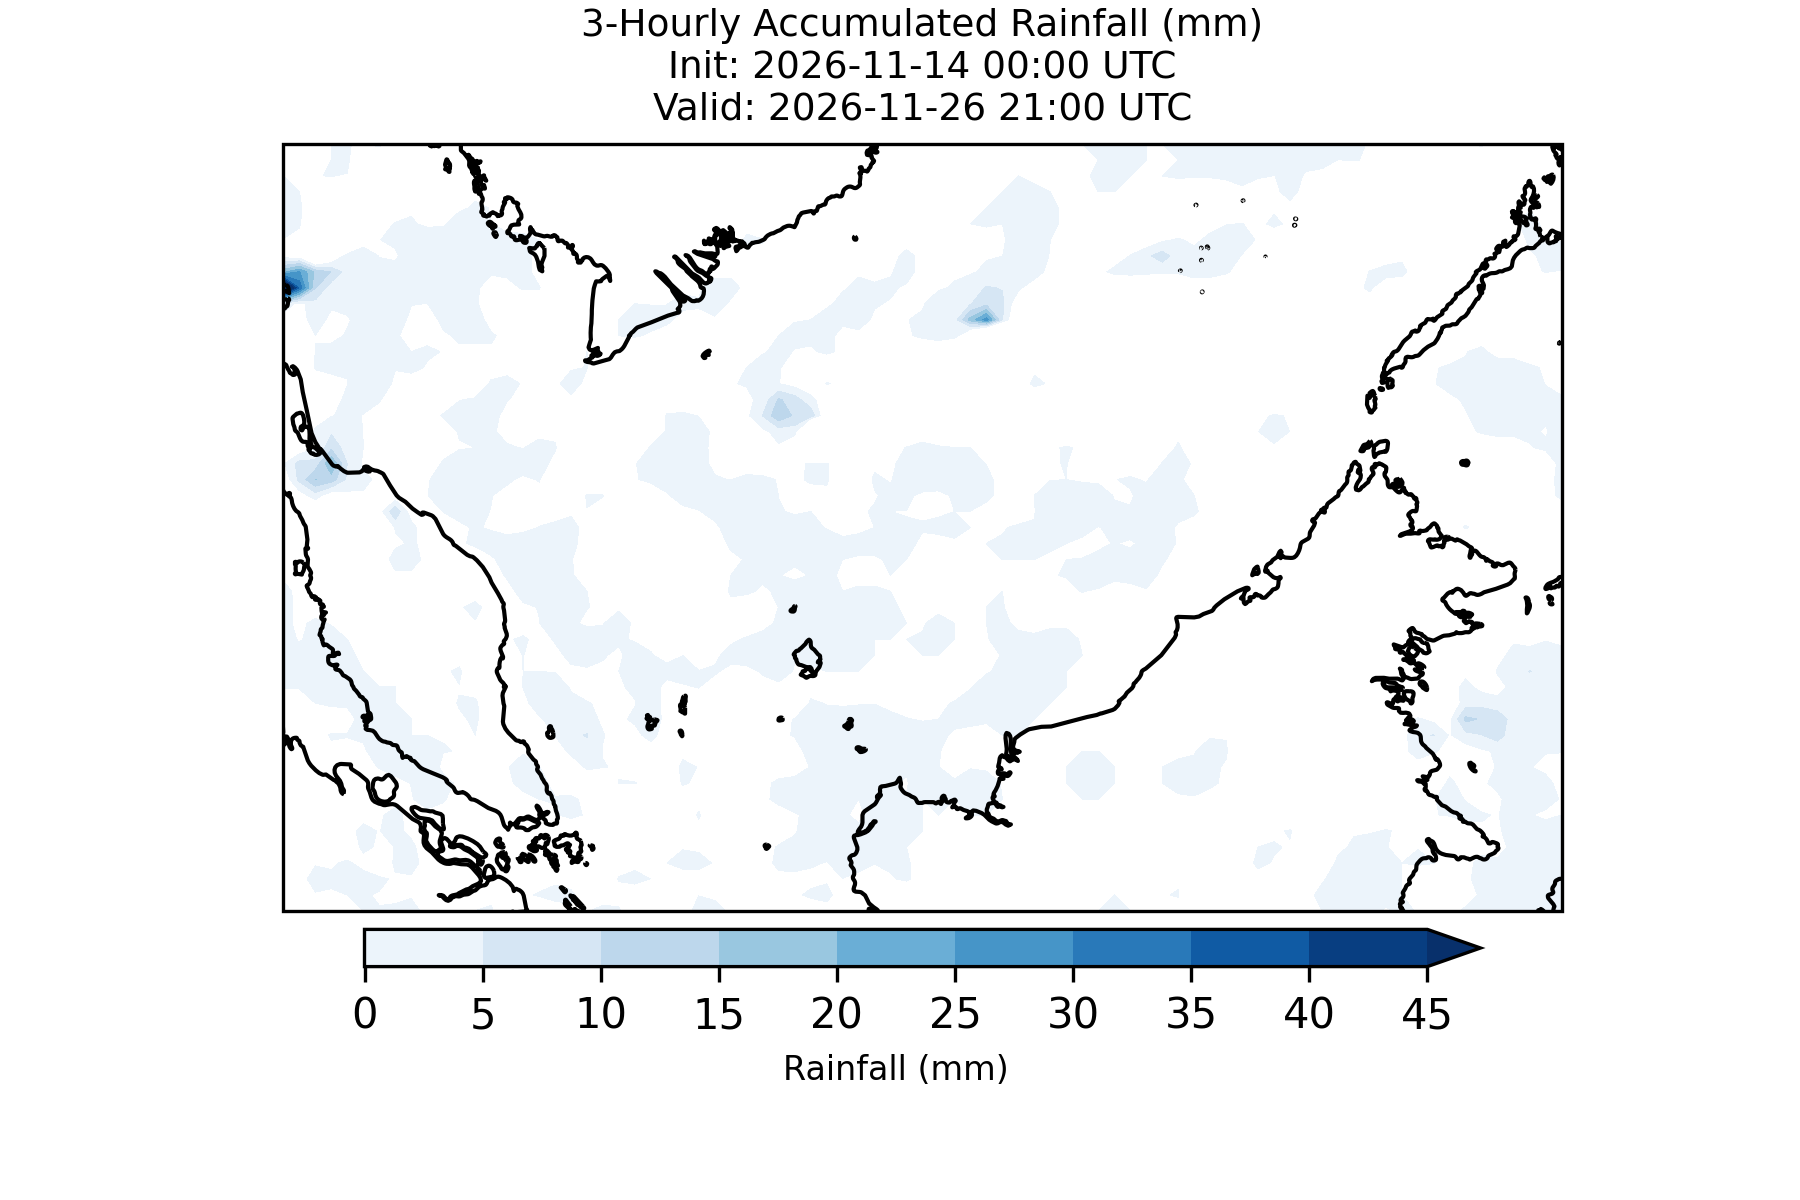 3-Hourly Accumulated Rainfall (mm)
Init: 2026-11-14 00:00 UTC
Valid: 2026-11-26 21:00 UTC
0 5 10 15 20 25 30 35 40 45
Rainfall (mm)